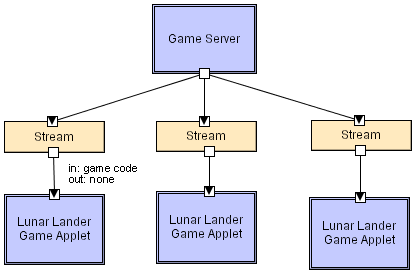 Game Server
Stream
Stream
Stream
in: game code
out: none
Lunar Lander
Game Applet
Lunar Lander
Game Applet
Lunar Lander
Game Applet